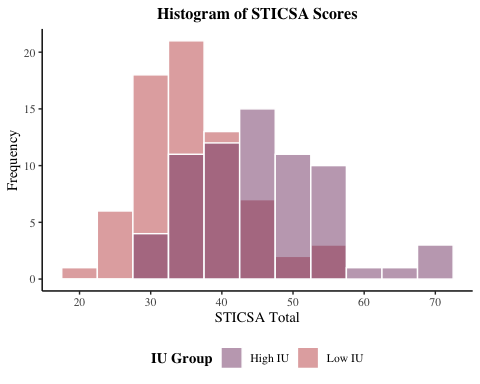 Histogram of STICSA Scores
Frequency
20
15
10
5
0
20 30 40 50 60 70
STICSA Total
IU Group High IU Low IU